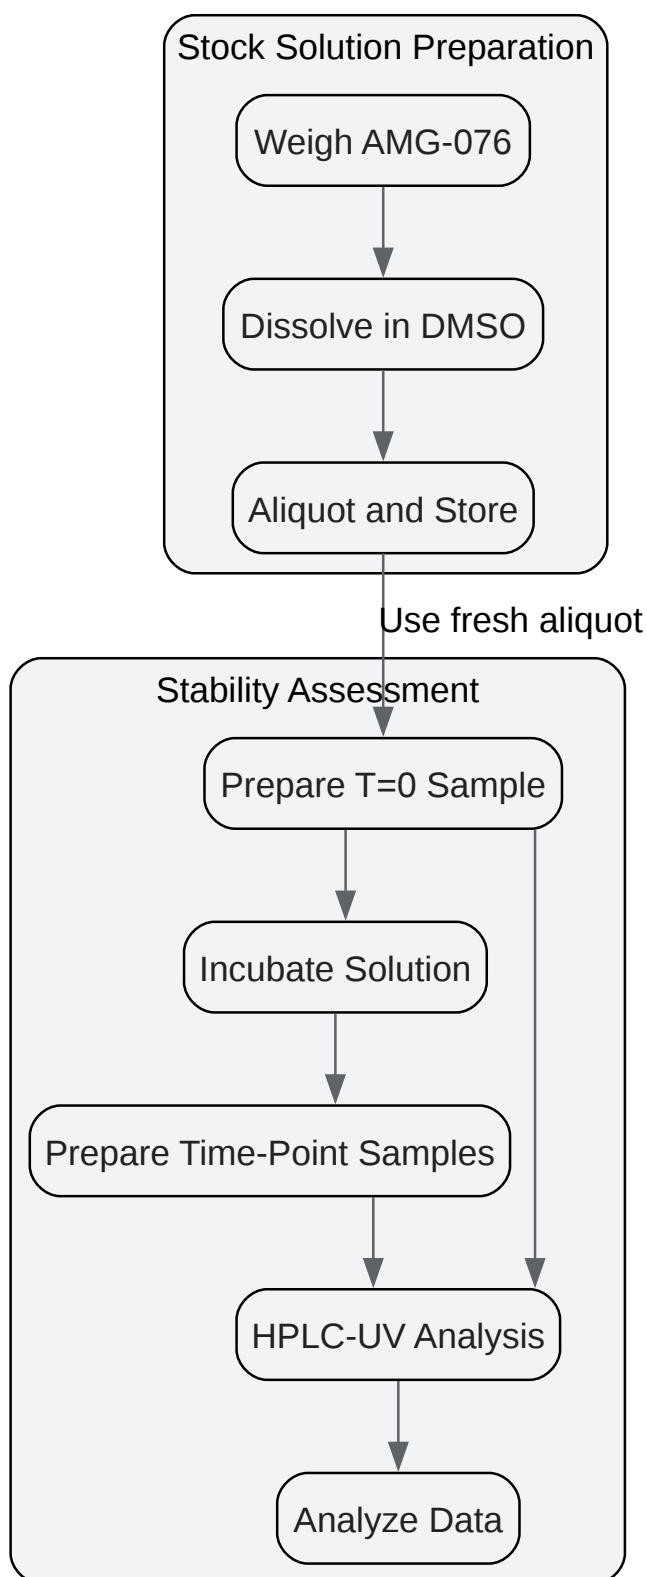 Stock Solution Preparation
Weigh AMG-076
Dissolve in DMSO
Aliquot and Store
Use fresh aliquot
Stability Assessment
Prepare T=0 Sample
Incubate Solution
Prepare Time-Point Samples
HPLC-UV Analysis
Analyze Data